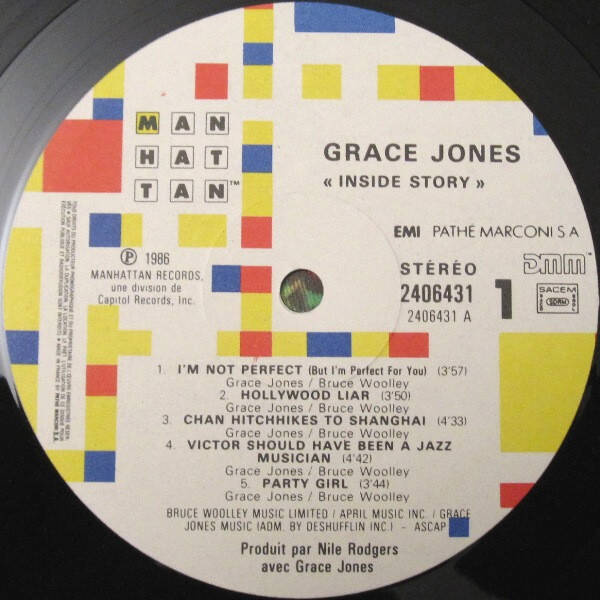 MAN
HAT
TAN™
GRACE JONES
« INSIDE STORY »
EMI PATHÉ MARCONI S A
℗ 1986
MANHATTAN RECORDS,
une division de
Capitol Records, Inc.
STÉRÉO
2406431
2406431 A
1
DMM
SACEM
SDRM
1. I'M NOT PERFECT (But I'm Perfect For You) (3'57)
Grace Jones / Bruce Woolley
2. HOLLYWOOD LIAR (3'50)
Grace Jones / Bruce Woolley
3. CHAN HITCHHIKES TO SHANGHAI (4'33)
Grace Jones / Bruce Woolley
4. VICTOR SHOULD HAVE BEEN A JAZZ
MUSICIAN (4'42)
Grace Jones / Bruce Woolley
5. PARTY GIRL (3'44)
Grace Jones / Bruce Woolley
BRUCE WOOLLEY MUSIC LIMITED / APRIL MUSIC INC. / GRACE
JONES MUSIC (ADM. BY DESHUFFLIN INC.) - ASCAP
Produit par Nile Rodgers
avec Grace Jones